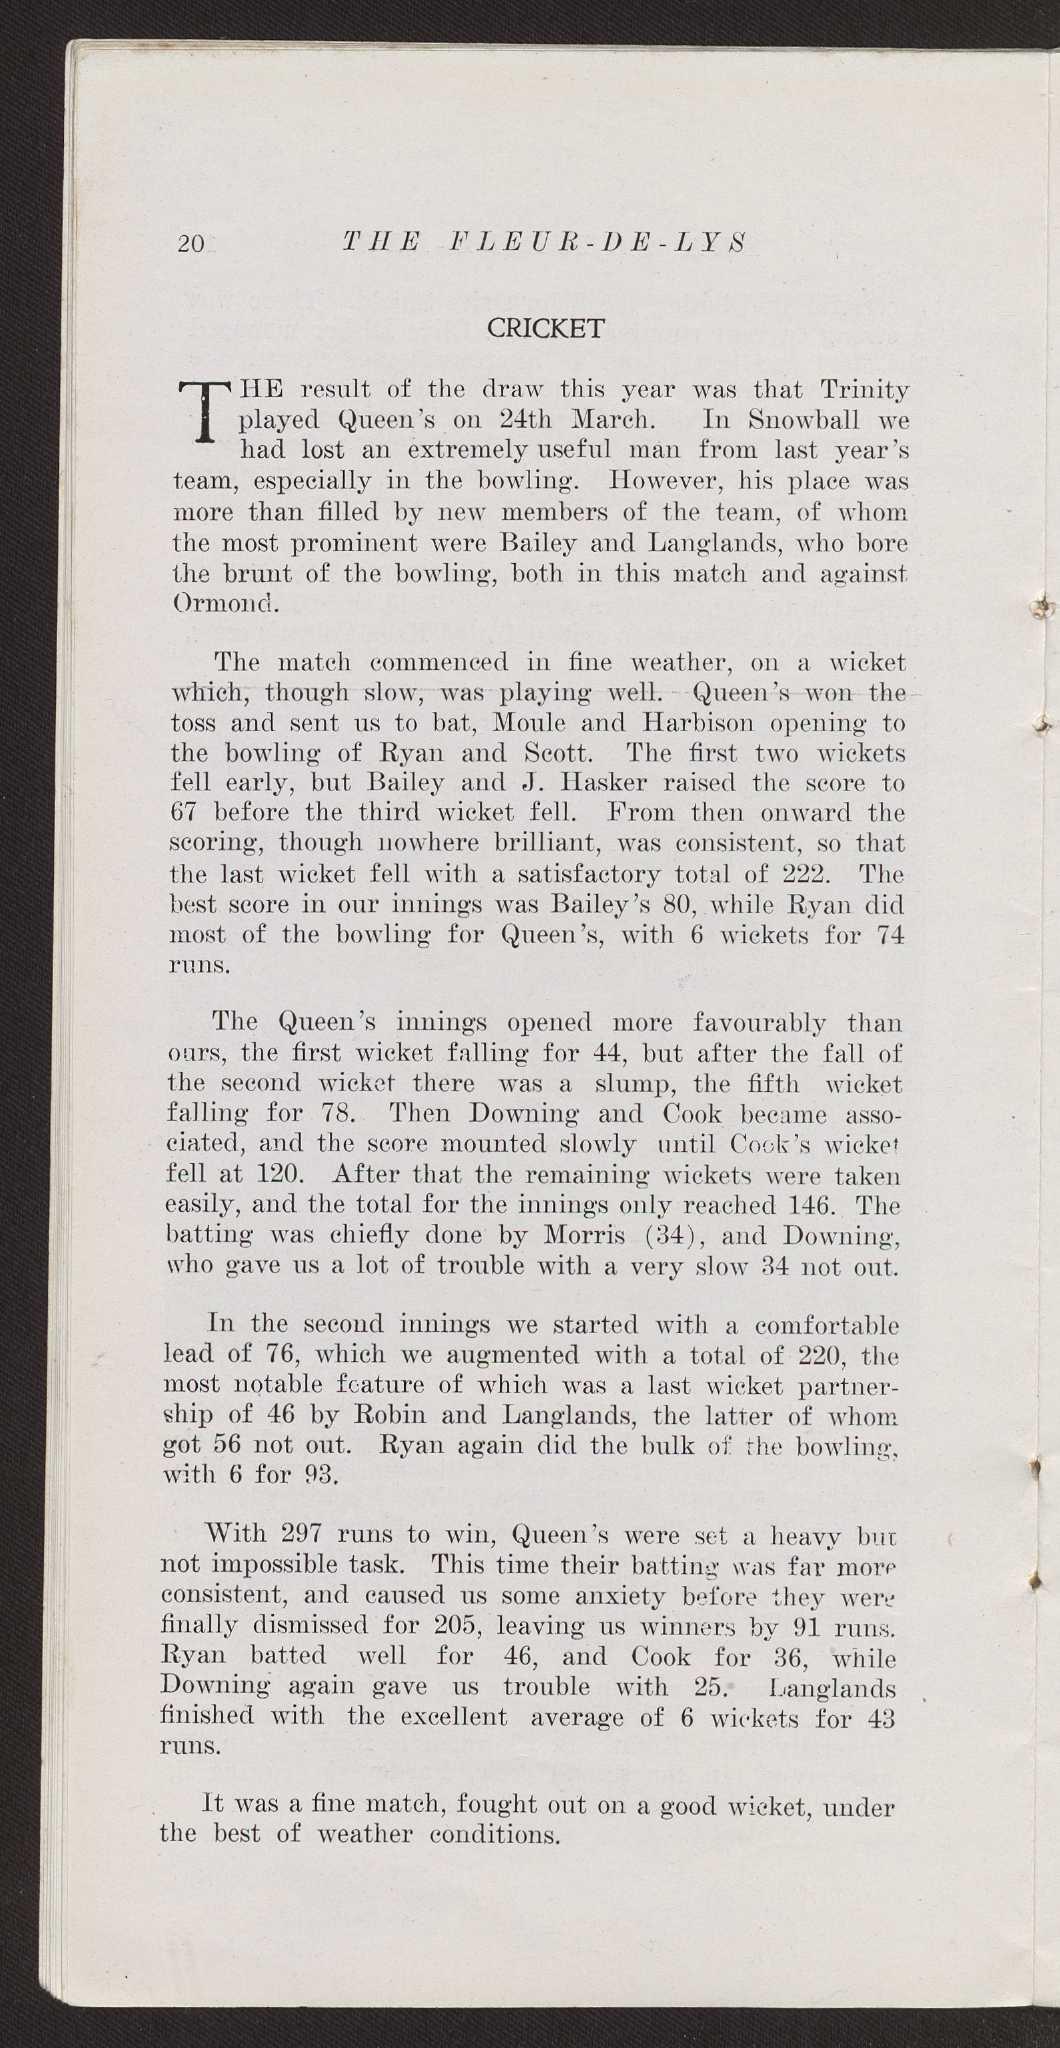 20 THE FLEUR-DE-LYS
CRICKET
THE result of the draw this year was that Trinity
played Queen's on 24th March. In Snowball we
had lost an extremely useful man from last year's
team, especially in the bowling. However, his place was
more than filled by new members of the team, of whom
the most prominent were Bailey and Langlands, who bore
the brunt of the bowling, both in this match and against
Ormond.
The match commenced in fine weather, on a wicket
which, though slow, was playing well. Queen's won the
toss and sent us to bat, Moule and Harbison opening to
the bowling of Ryan and Scott. The first two wickets
fell early, but Bailey and J. Hasker raised the score to
67 before the third wicket fell. From then onward the
scoring, though nowhere brilliant, was consistent, so that
the last wicket fell with a satisfactory total of 222. The
best score in our innings was Bailey's 80, while Ryan did
most of the bowling for Queen's, with 6 wickets for 74
runs.
The Queen's innings opened more favourably than
ours, the first wicket falling for 44, but after the fall of
the second wicket there was a slump, the fifth wicket
falling for 78. Then Downing and Cook became asso-
ciated, and the score mounted slowly until Cook's wicket
fell at 120. After that the remaining wickets were taken
easily, and the total for the innings only reached 146. The
batting was chiefly done by Morris (34), and Downing,
who gave us a lot of trouble with a very slow 34 not out.
In the second innings we started with a comfortable
lead of 76, which we augmented with a total of 220, the
most notable feature of which was a last wicket partner-
ship of 46 by Robin and Langlands, the latter of whom
got 56 not out. Ryan again did the bulk of the bowling,
with 6 for 93.
With 297 runs to win, Queen's were set a heavy but
not impossible task. This time their batting was far more
consistent, and caused us some anxiety before they were
finally dismissed for 205, leaving us winners by 91 runs.
Ryan batted well for 46, and Cook for 36, while
Downing again gave us trouble with 25. Langlands
finished with the excellent average of 6 wickets for 43
runs.
It was a fine match, fought out on a good wicket, under
the best of weather conditions.